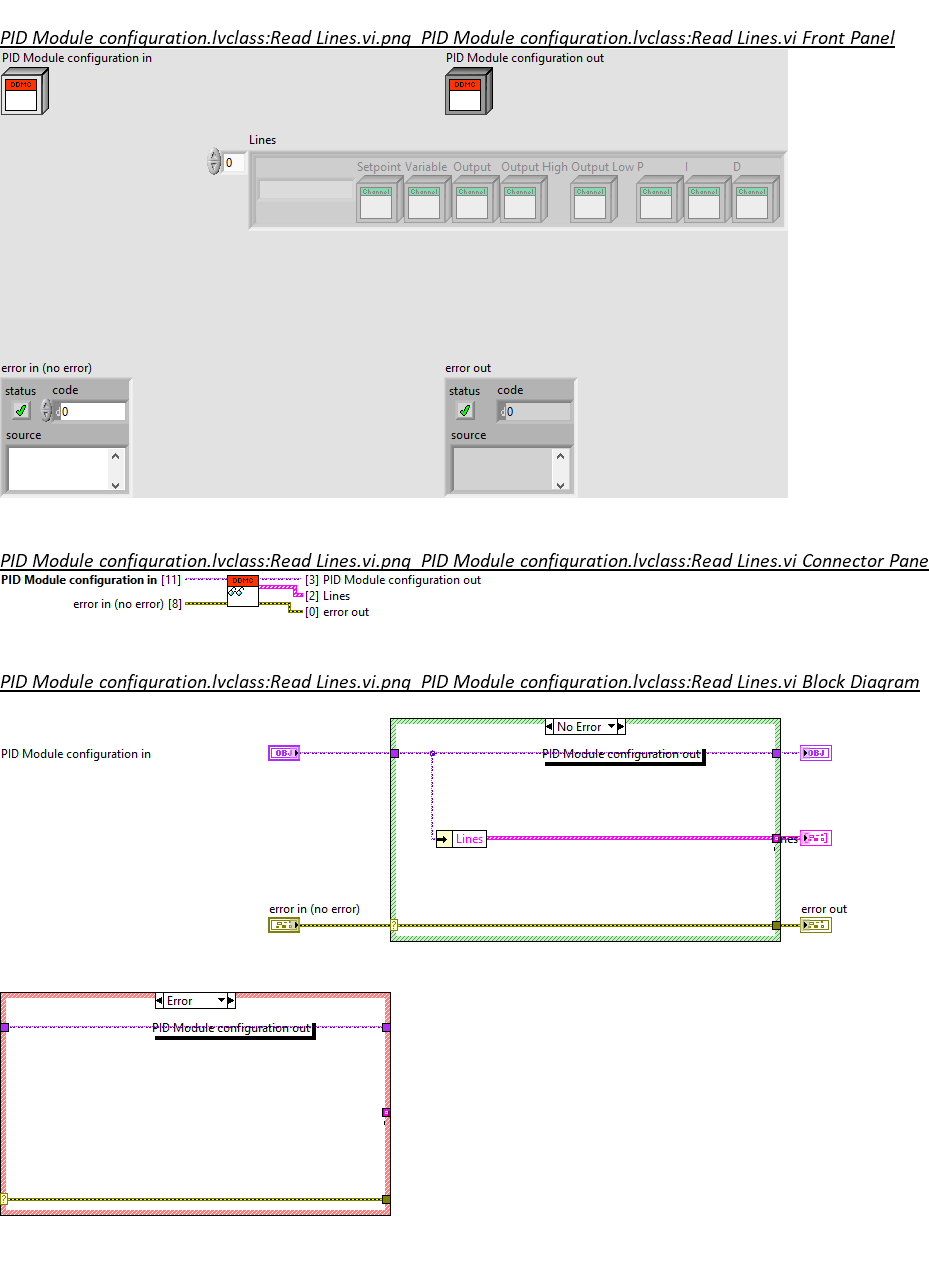 PID Module configuration.lvclass:Read Lines.vi.png PID Module configuration.lvclass:Read Lines.vi Front Panel
PID Module configuration in
PID Module configuration out
DDMC
DDMC
Lines
0
Setpoint Variable Output Output High Output Low P I D
Channel Channel Channel Channel Channel Channel Channel Channel
error in (no error)
error out
status code
status code
d 0
d 0
source
source
PID Module configuration.lvclass:Read Lines.vi.png PID Module configuration.lvclass:Read Lines.vi Connector Pane
PID Module configuration in [11]
DDMC
[3] PID Module configuration out
[2] Lines
error in (no error) [8]
[0] error out
PID Module configuration.lvclass:Read Lines.vi.png PID Module configuration.lvclass:Read Lines.vi Block Diagram
No Error
PID Module configuration in
OBJ
PID Module configuration out
OBJ
Lines
error in (no error)
error out
?
Error
PID Module configuration out
?